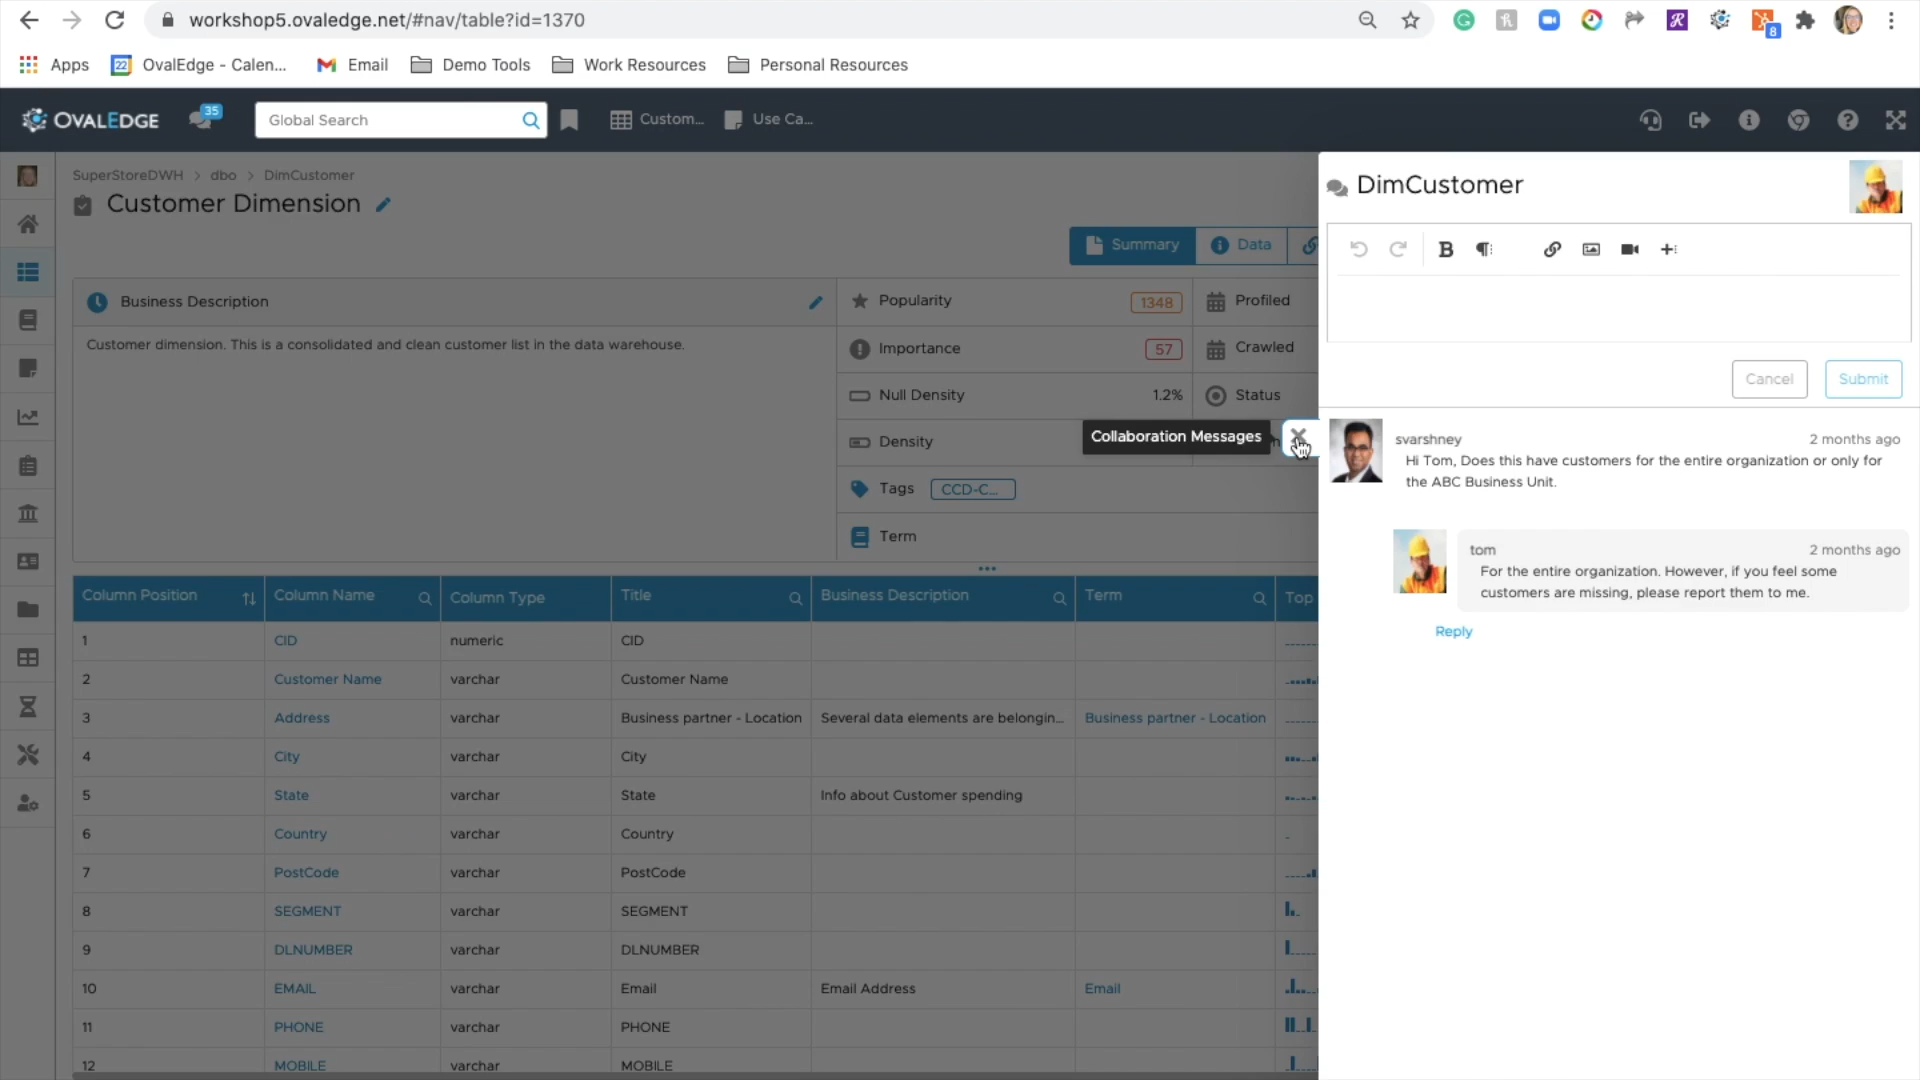 workshop5.ovaledge.net/#nav/table?id=1370
8
Apps
22
OvalEdge - Calen...
Email
Demo Tools
Work Resources
Personal Resources
OVALEDGE
35
Global Search
Custom...
Use Ca...
SuperStoreDWH > dbo > DimCustomer
Customer Dimension
Summary
Data
Business Description
Customer dimension. This is a consolidated and clean customer list in the data warehouse.
Popularity 1348
Profiled
Importance 57
Crawled
Null Density 1.2%
Status
Density
Tags CCD-C...
Term
Collaboration Messages
DimCustomer
Cancel
Submit
svarshney
2 months ago
Hi Tom, Does this have customers for the entire organization or only for
the ABC Business Unit.
tom
2 months ago
For the entire organization. However, if you feel some
customers are missing, please report them to me.
Reply
Column Position Column Name Column Type Title Business Description Term Top
1 CID numeric CID
2 Customer Name varchar Customer Name
3 Address varchar Business partner - Location Several data elements are belongin... Business partner - Location
4 City varchar City
5 State varchar State Info about Customer spending
6 Country varchar Country
7 PostCode varchar PostCode
8 SEGMENT varchar SEGMENT
9 DLNUMBER varchar DLNUMBER
10 EMAIL varchar Email Email Address Email
11 PHONE varchar PHONE
12 MOBILE varchar MOBILE